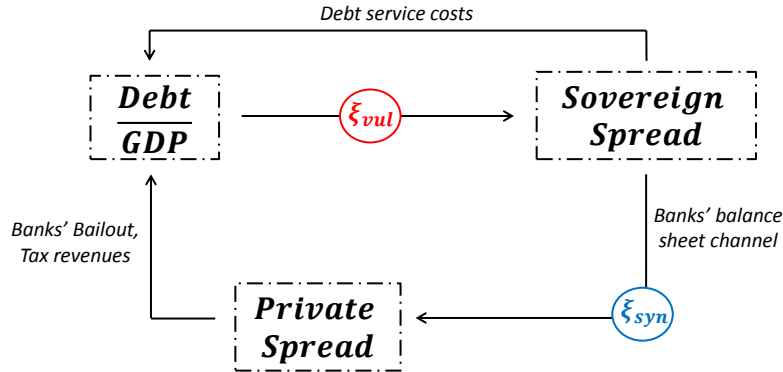 Debt service costs
Debt
GDP
ξvul
Sovereign
Spread
Banks' Bailout,
Tax revenues
Banks' balance
sheet channel
Private
Spread
ξsyn